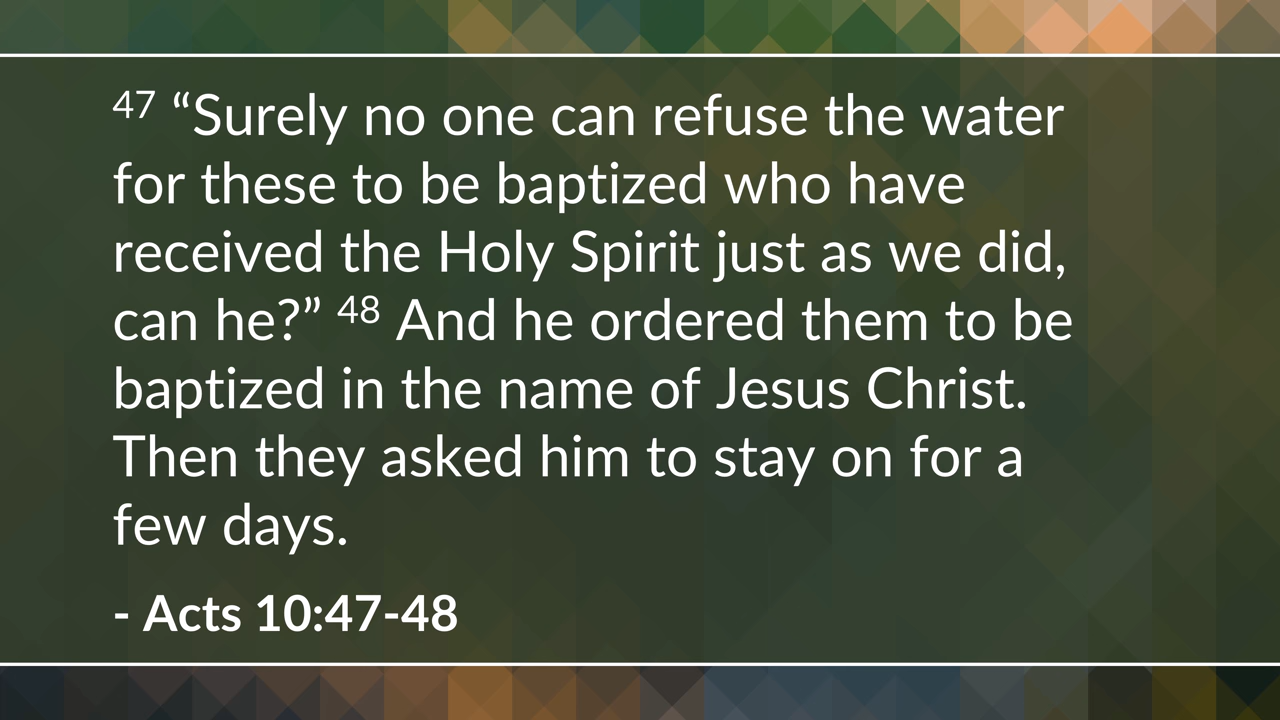 47 “Surely no one can refuse the water
for these to be baptized who have
received the Holy Spirit just as we did,
can he?” 48 And he ordered them to be
baptized in the name of Jesus Christ.
Then they asked him to stay on for a
few days.
- Acts 10:47-48